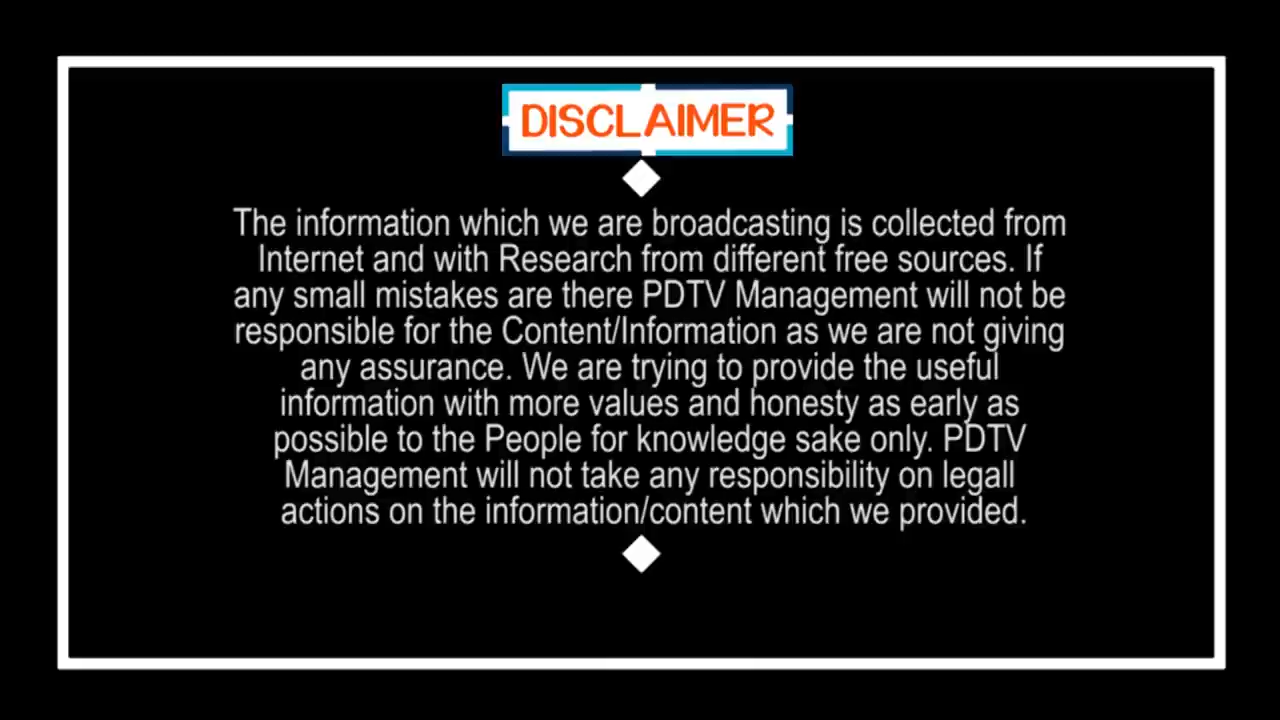 DISCLAIMER
The information which we are broadcasting is collected from
Internet and with Research from different free sources. If
any small mistakes are there PDTV Management will not be
responsible for the Content/Information as we are not giving
any assurance. We are trying to provide the useful
information with more values and honesty as early as
possible to the People for knowledge sake only. PDTV
Management will not take any responsibility on legall
actions on the information/content which we provided.